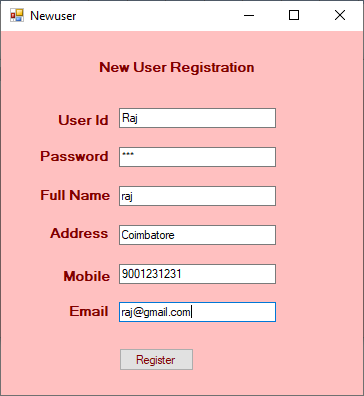 Newuser
New User Registration
User Id Raj
Password ***
Full Name raj
Address Coimbatore
Mobile 9001231231
Email raj@gmail.com
Register